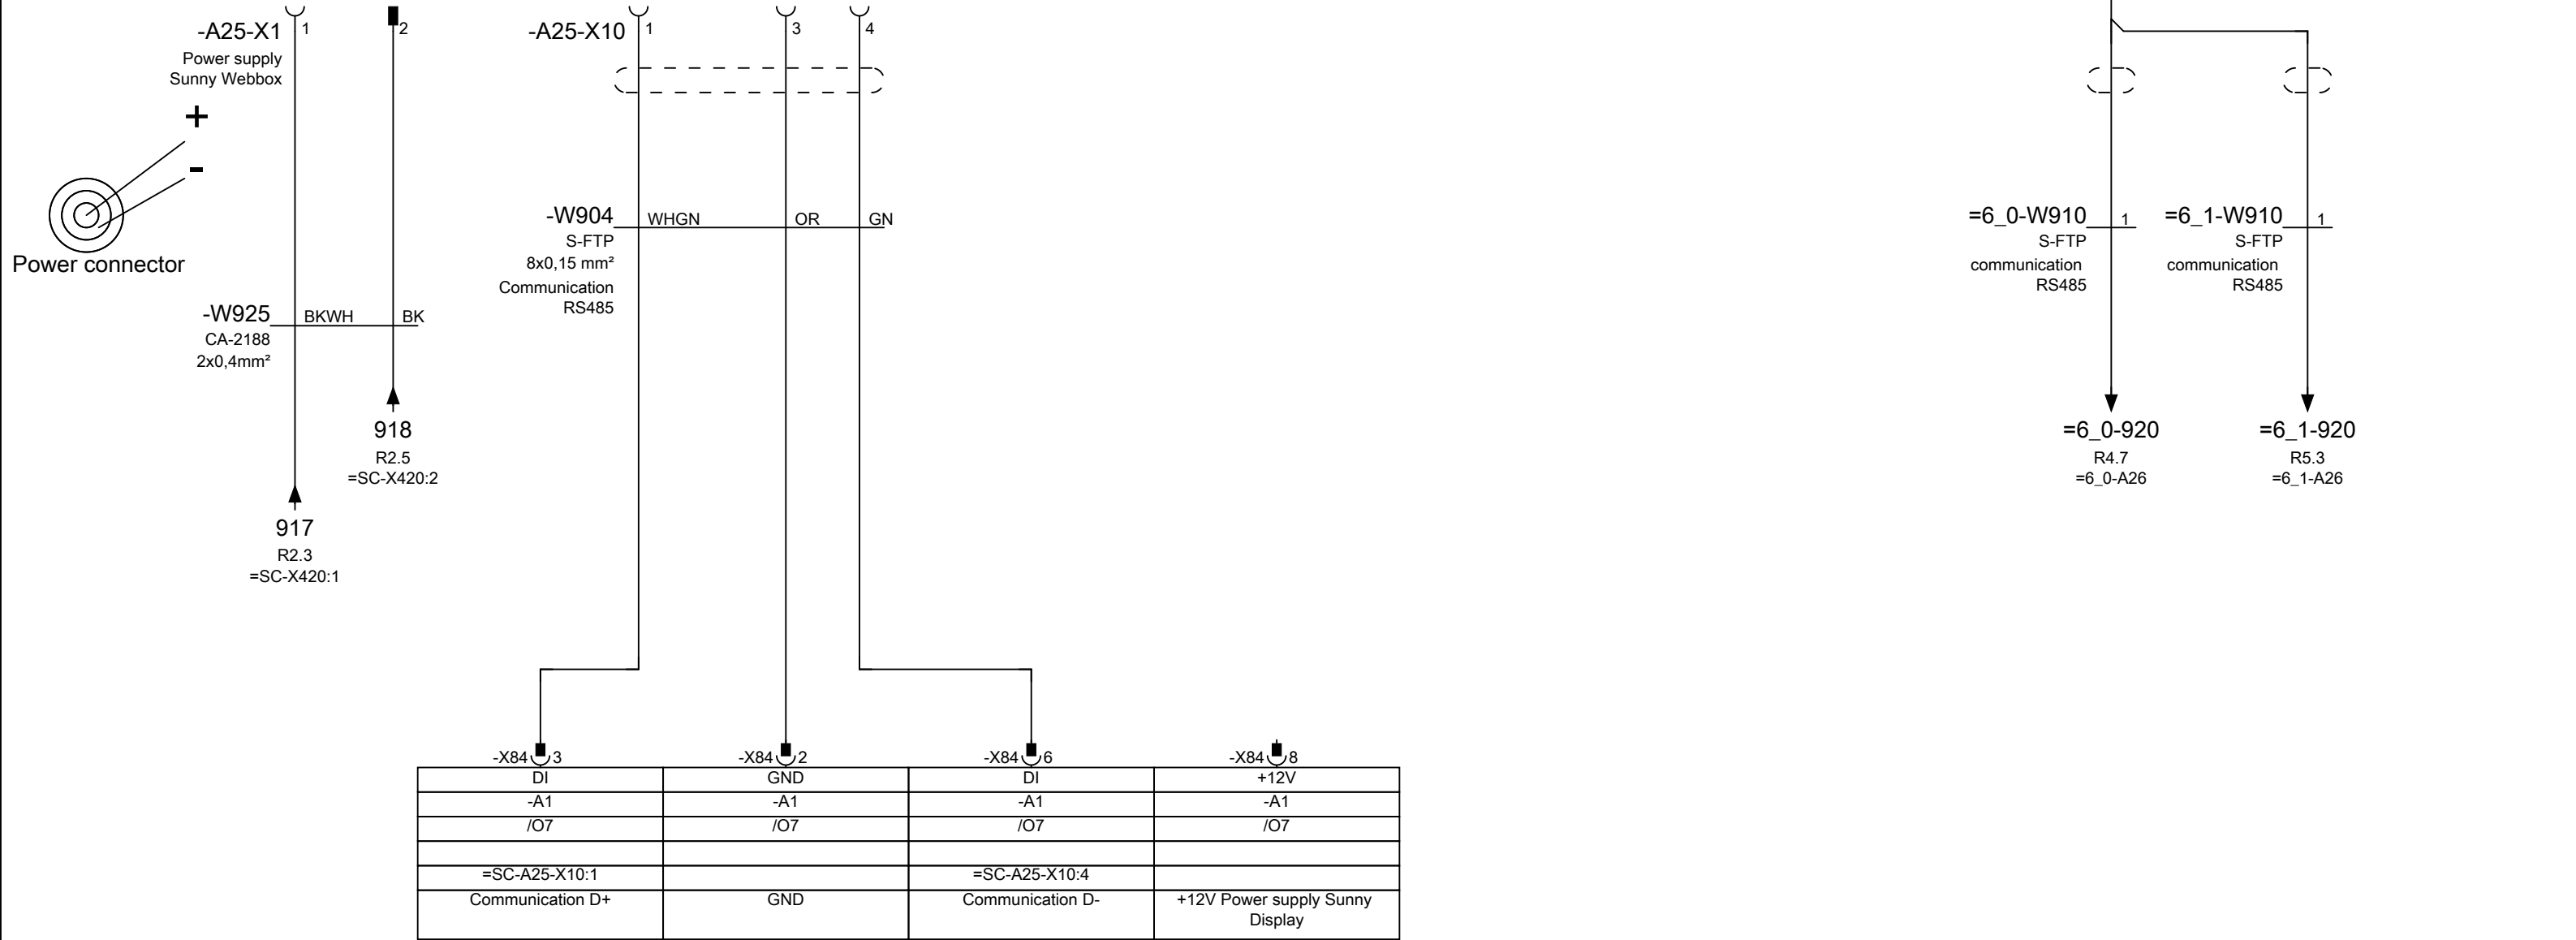 -A25-X1
1
2
Power supply
Sunny Webbox
+
-
Power connector
-W925
BKWH
BK
CA-2188
2x0,4mm²
918
R2.5
=SC-X420:2
917
R2.3
=SC-X420:1
-A25-X10
1
3
4
-W904
WHGN
OR
GN
S-FTP
8x0,15 mm²
Communication
RS485
=6_0-W910
1
S-FTP
communication
RS485
=6_1-W910
1
S-FTP
communication
RS485
=6_0-920
R4.7
=6_0-A26
=6_1-920
R5.3
=6_1-A26
-X84 3
-X84 2
-X84 6
-X84 8
DI GND DI +12V
-A1 -A1 -A1 -A1
/O7 /O7 /O7 /O7
=SC-A25-X10:1 =SC-A25-X10:4
Communication D+ GND Communication D- +12V Power supply Sunny
Display